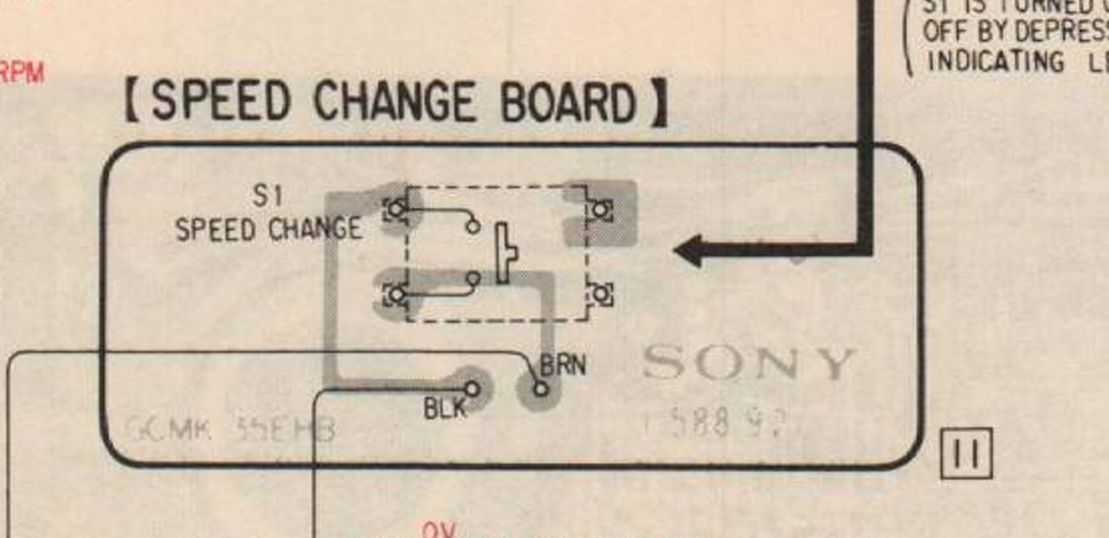 S1 IS TURNED
OFF BY DEPRESS
INDICATING
RPM
【SPEED CHANGE BOARD】
S1
SPEED CHANGE
BRN
BLK
SONY
11
0V